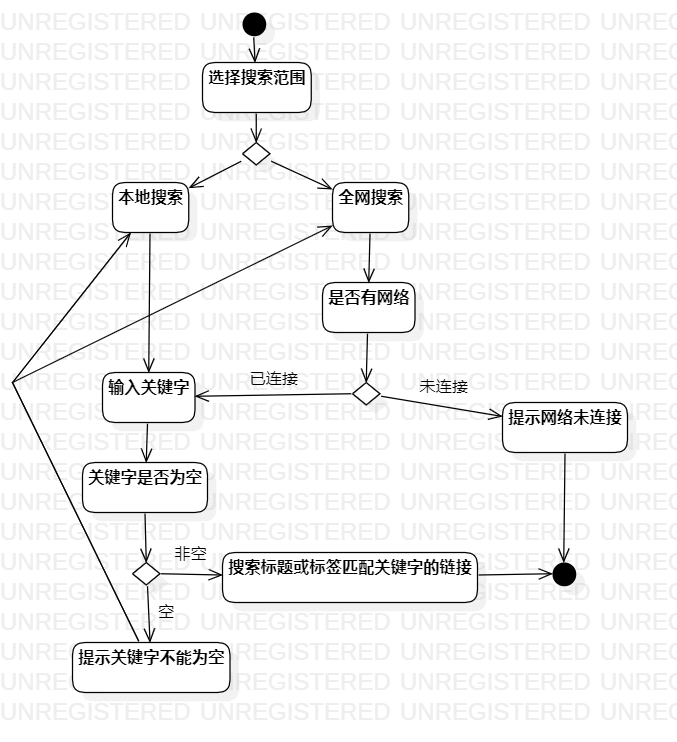 UNREGISTERED UNREGISTERED UNREGISTERED UNREGISTERED
选择搜索范围
本地搜索
全网搜索
是否有网络
已连接
未连接
输入关键字
提示网络未连接
关键字是否为空
非空
搜索标题或标签匹配关键字的链接
空
提示关键字不能为空